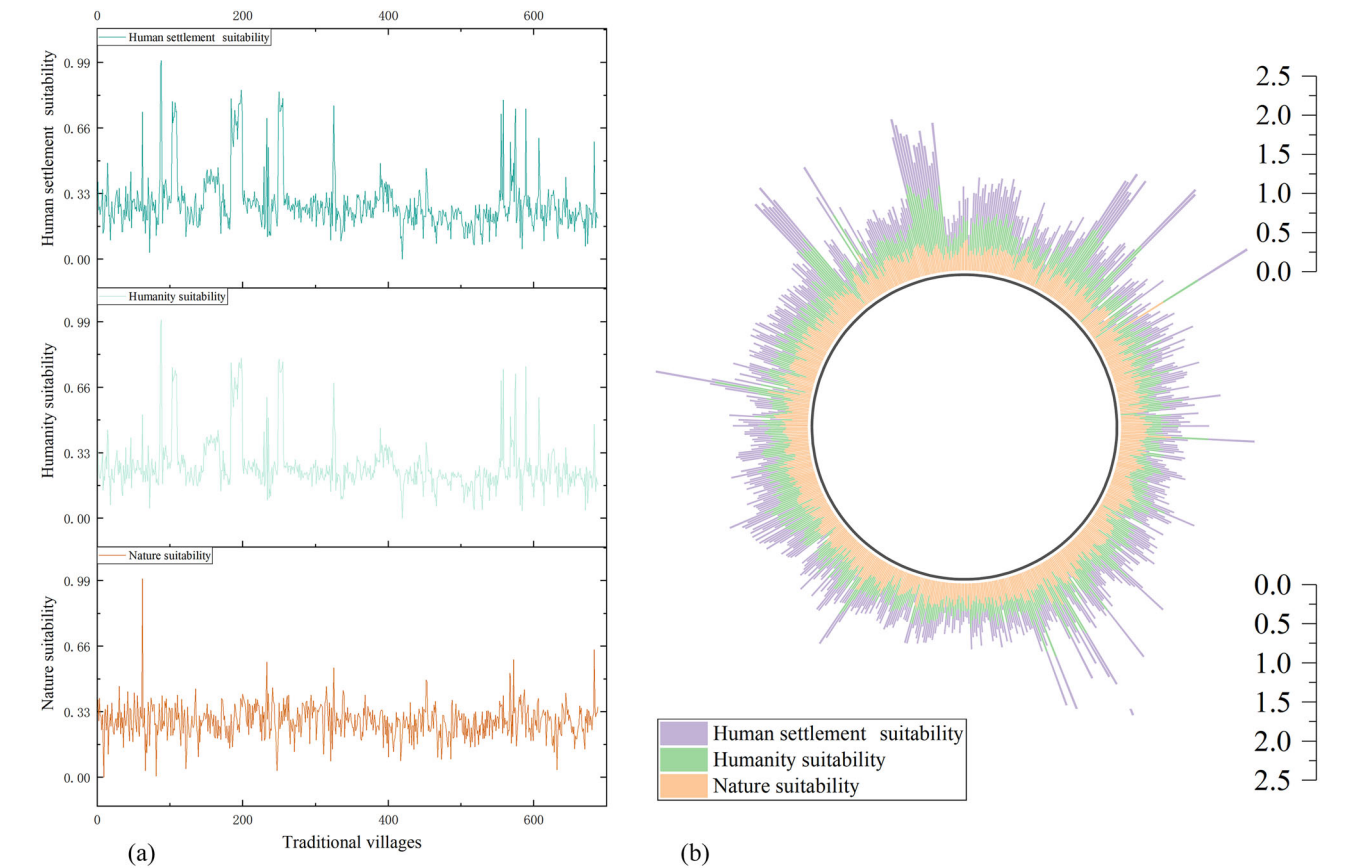 0 200 400 600
Human settlement suitability
0.99
0.66
0.33
0.00
Human settlement suitability
Humanity suitability
0.99
0.66
0.33
0.00
Humanity suitability
Nature suitability
0.99
0.66
0.33
0.00
Nature suitability
0 200 400 600
Traditional villages
(a)
2.5
2.0
1.5
1.0
0.5
0.0
0.0
0.5
1.0
1.5
2.0
2.5
Human settlement suitability
Humanity suitability
Nature suitability
(b)